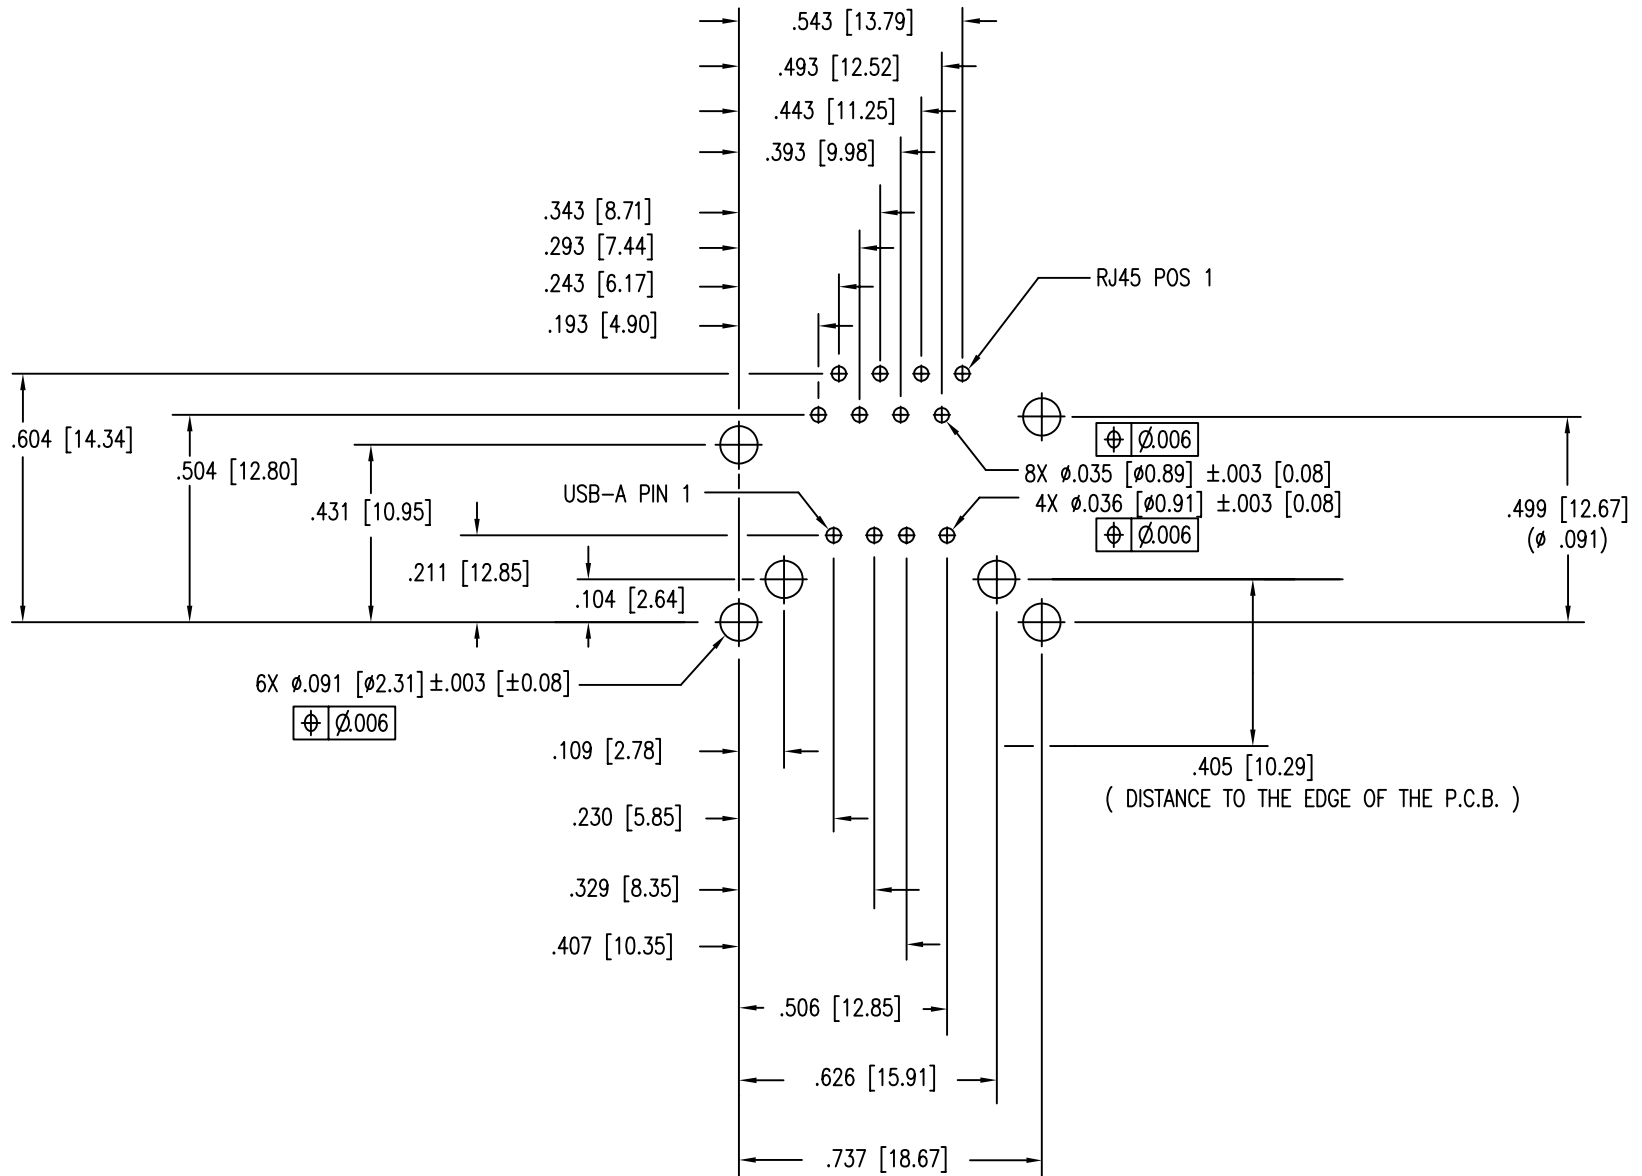 .543 [13.79]
.493 [12.52]
.443 [11.25]
.393 [9.98]
.343 [8.71]
.293 [7.44]
.243 [6.17]
.193 [4.90]
RJ45 POS 1
.604 [14.34]
.504 [12.80]
.431 [10.95]
USB-A PIN 1
.211 [12.85]
.104 [2.64]
⌖ Ø.006
8X ø.035 [ø0.89] ±.003 [0.08]
4X ø.036 [ø0.91] ±.003 [0.08]
⌖ Ø.006
.499 [12.67]
(ø .091)
6X ø.091 [ø2.31] ±.003 [±0.08]
⌖ Ø.006
.405 [10.29]
( DISTANCE TO THE EDGE OF THE P.C.B. )
.109 [2.78]
.230 [5.85]
.329 [8.35]
.407 [10.35]
.506 [12.85]
.626 [15.91]
.737 [18.67]